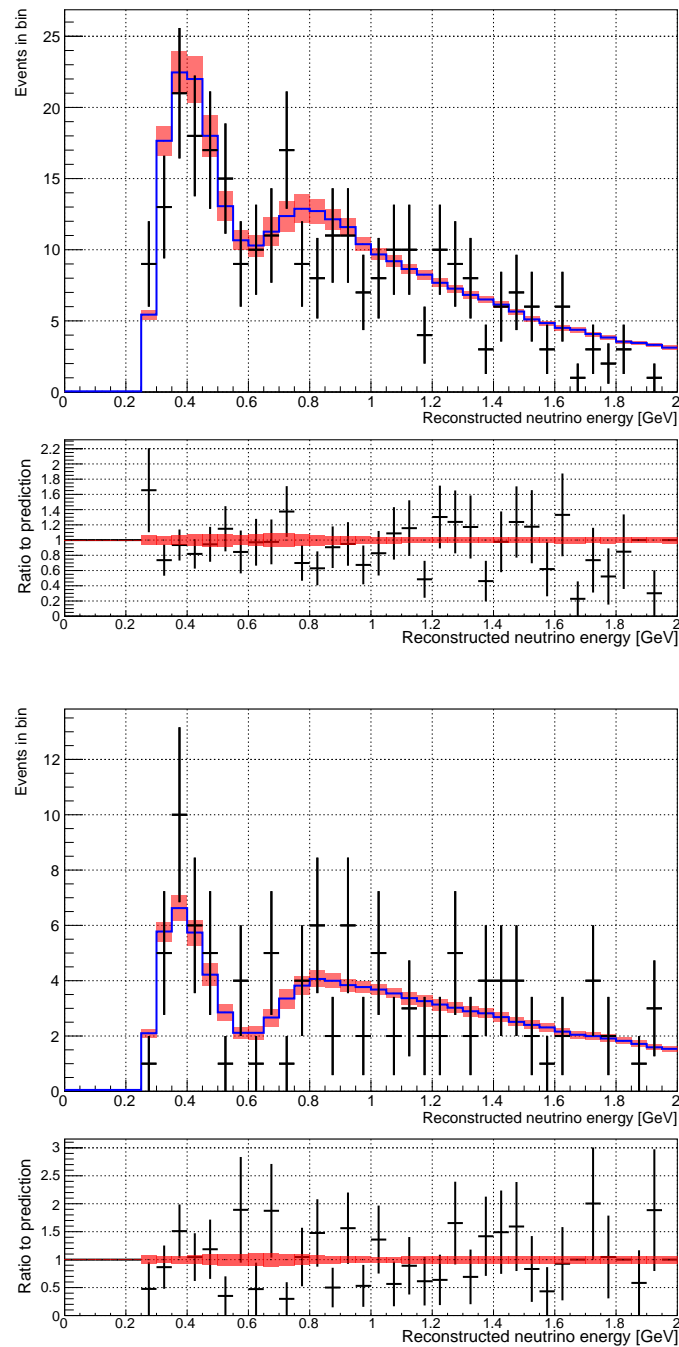 Events in bin
25
20
15
10
5
0
0 0.2 0.4 0.6 0.8 1 1.2 1.4 1.6 1.8 2
Reconstructed neutrino energy [GeV]
Ratio to prediction
2.2
2
1.8
1.6
1.4
1.2
1
0.8
0.6
0.4
0.2
0
0 0.2 0.4 0.6 0.8 1 1.2 1.4 1.6 1.8 2
Reconstructed neutrino energy [GeV]
Events in bin
12
10
8
6
4
2
0
0 0.2 0.4 0.6 0.8 1 1.2 1.4 1.6 1.8 2
Reconstructed neutrino energy [GeV]
Ratio to prediction
3
2.5
2
1.5
1
0.5
0
0 0.2 0.4 0.6 0.8 1 1.2 1.4 1.6 1.8 2
Reconstructed neutrino energy [GeV]